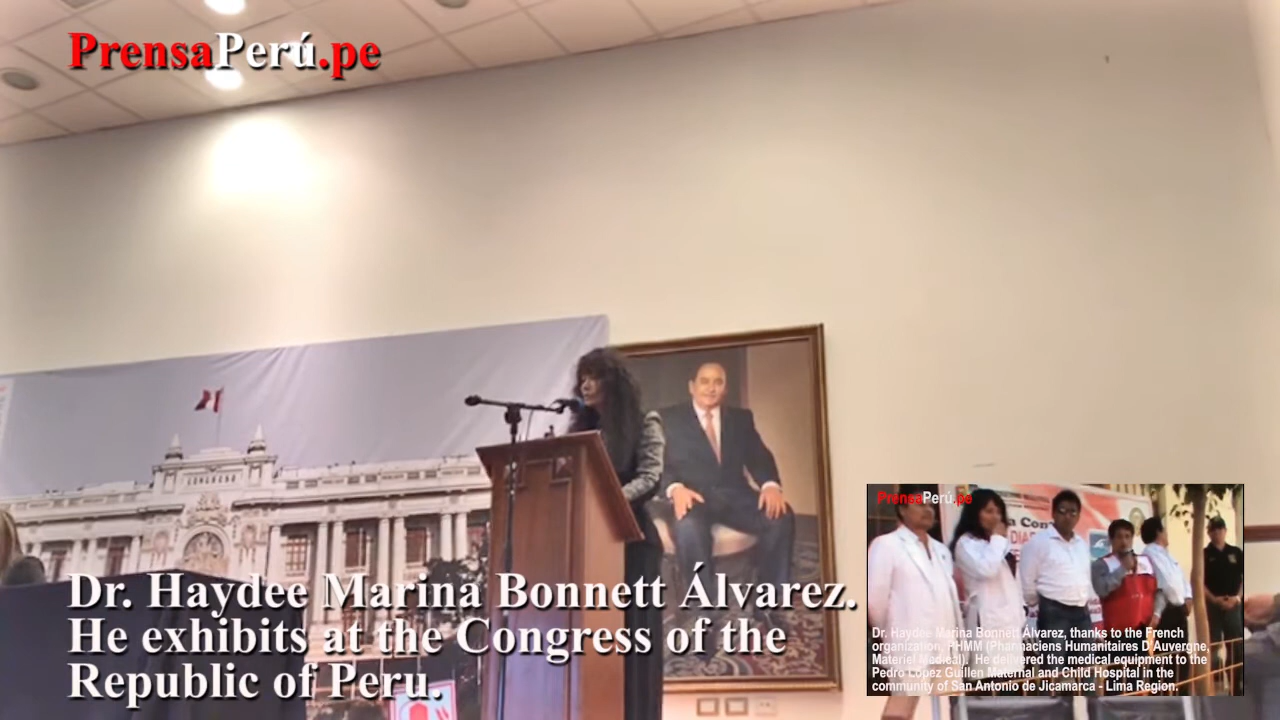 PrensaPerú.pe
CONGRESO
Dr. Haydee Marina Bonnett Álvarez.
He exhibits at the Congress of the
Republic of Peru.
PrensaPerú.pe
Dr. Haydee Marina Bonnett Alvarez, thanks to the French
organization, PHMM (Pharmaciens Humanitaires D'Auvergne,
Materiel Medical). He delivered the medical equipment to the
Pedro López Guillen Maternal and Child Hospital in the
community of San Antonio de Jicamarca - Lima Region.